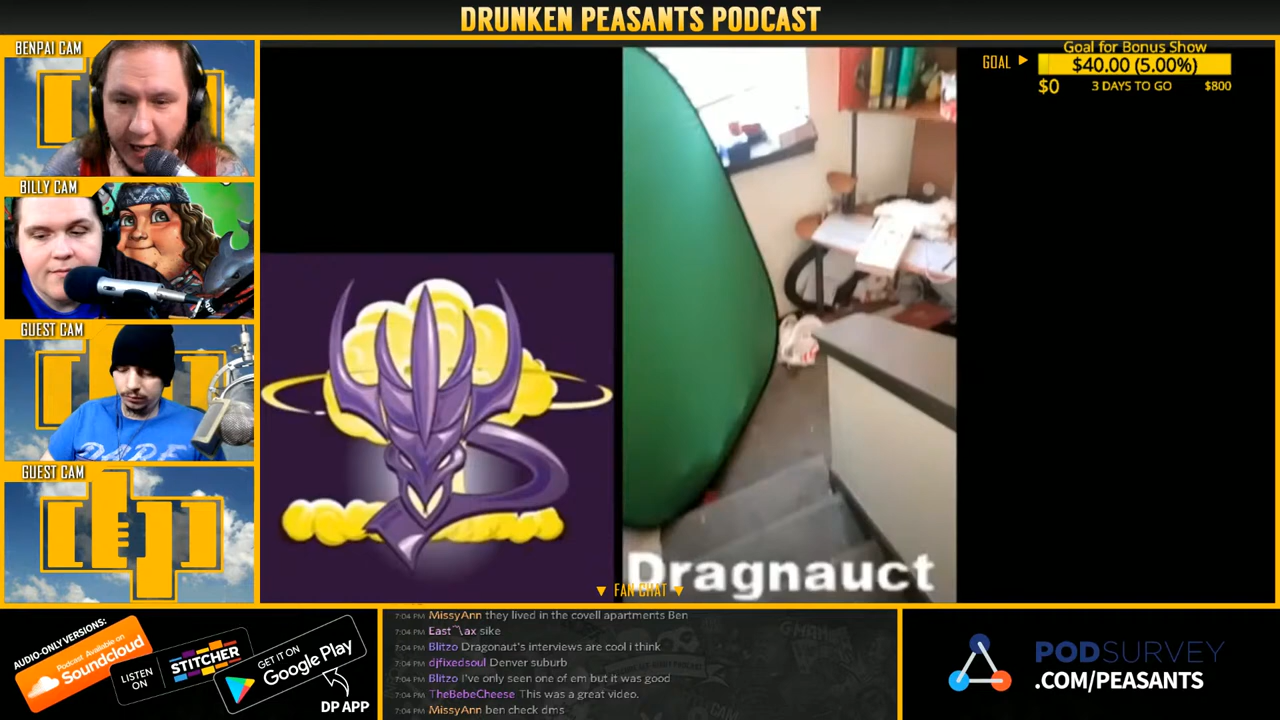 DRUNKEN PEASANTS PODCAST
BENPAI CAM
BILLY CAM
GUEST CAM
GUEST CAM
Goal for Bonus Show
GOAL ▶ $40.00 (5.00%)
$0 3 DAYS TO GO $800
Dragnauct
▼ FAN CHAT ▼
7:04 PM MissyAnn they lived in the covell apartments Ben
7:04 PM East~\ax sike
7:04 PM Blitzo Dragonaut's interviews are cool i think
7:04 PM djfixedsoul Denver suburb
7:04 PM Blitzo I've only seen one of em but it was good
7:04 PM TheBebeCheese This was a great video.
7:04 PM MissyAnn ben check dms
AUDIO-ONLY VERSIONS:
Podcast Available on
Soundcloud
LISTEN
ON
STITCHER
GET IT ON
Google Play
DP APP
PODSURVEY
.COM/PEASANTS